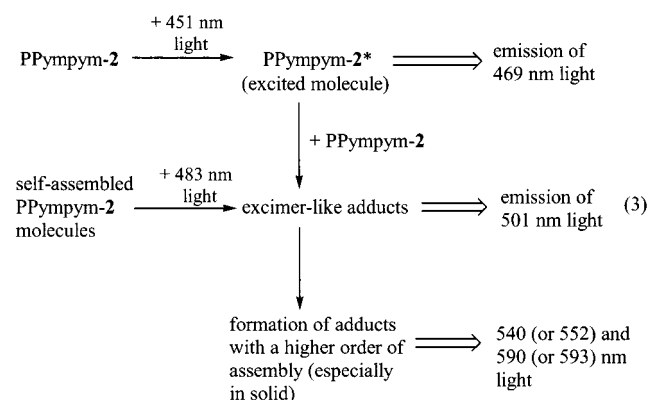 + 451 nm
light
PPympym-2
PPympym-2*
(excited molecule)
emission of
469 nm light
+ PPympym-2
self-assembled
PPympym-2
molecules
+ 483 nm
light
excimer-like adducts
emission of
501 nm light
(3)
formation of adducts
with a higher order of
assembly (especially
in solid)
540 (or 552) and
590 (or 593) nm
light